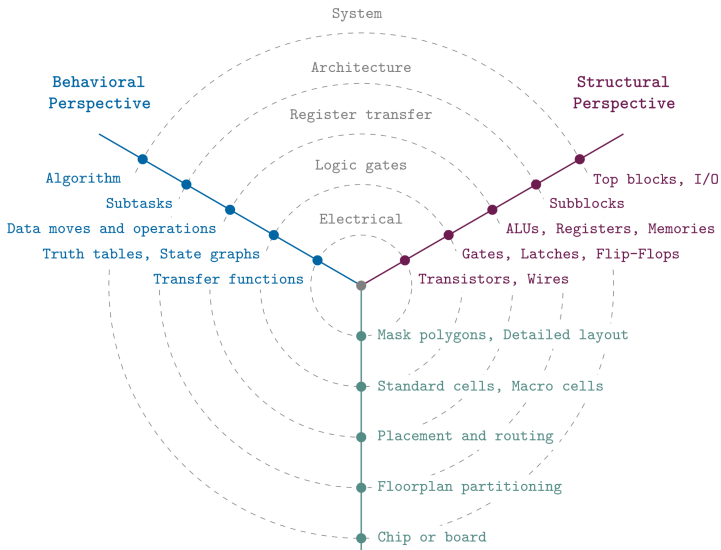 System
Architecture
Behavioral
Perspective
Structural
Perspective
Register transfer
Logic gates
Algorithm
Top blocks, I/O
Subtasks
Subblocks
Electrical
Data moves and operations
ALUs, Registers, Memories
Truth tables, State graphs
Gates, Latches, Flip-Flops
Transfer functions
Transistors, Wires
Mask polygons, Detailed layout
Standard cells, Macro cells
Placement and routing
Floorplan partitioning
Chip or board